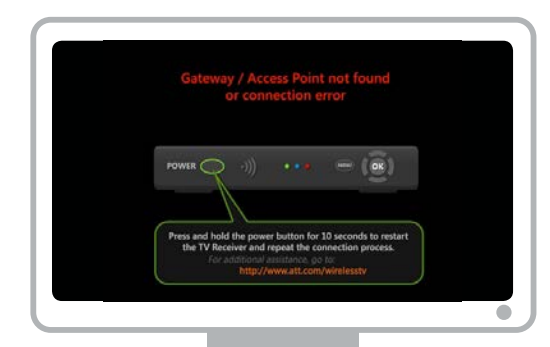 Gateway / Access Point not found
or connection error
POWER
MENU
OK
Press and hold the power button for 10 seconds to restart
the TV Receiver and repeat the connection process.
For additional assistance, go to:
http://www.att.com/wirelesstv